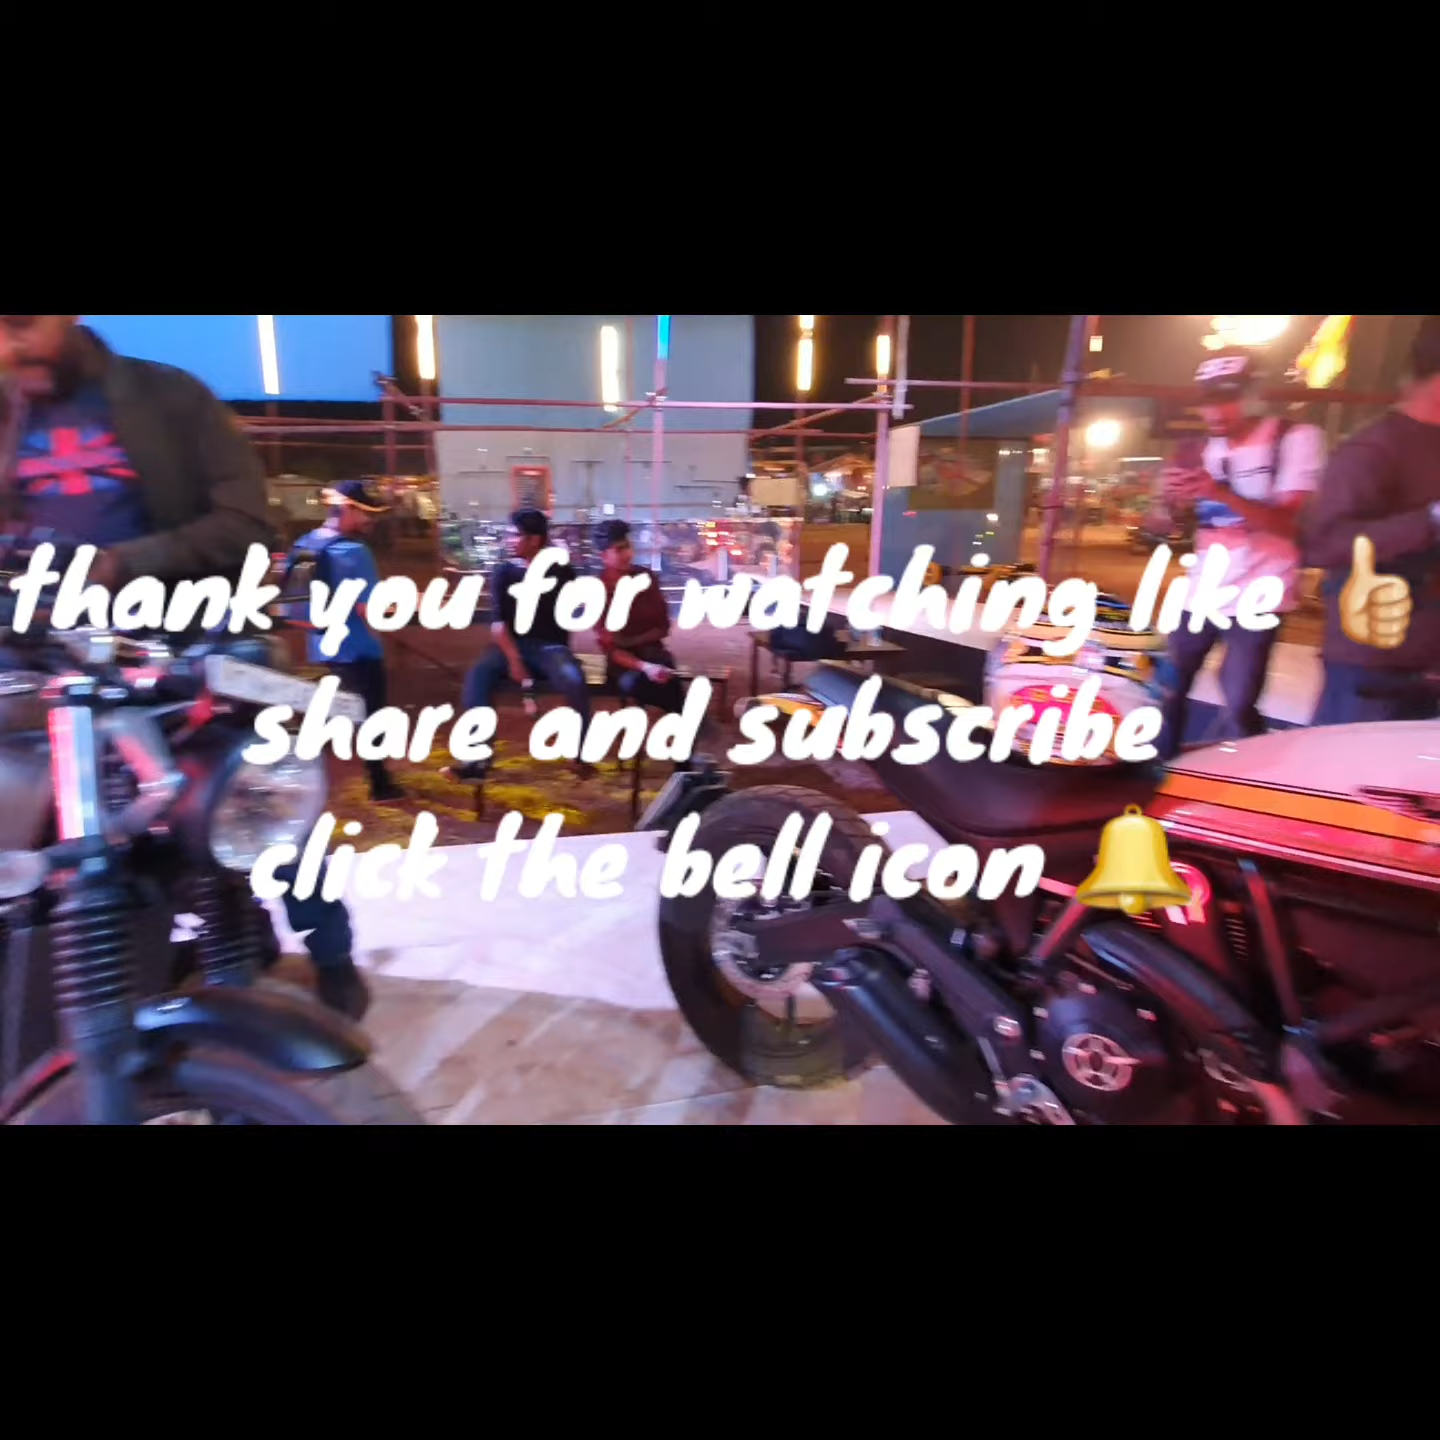 thank you for watching like 👍
share and subscribe
click the bell icon 🔔